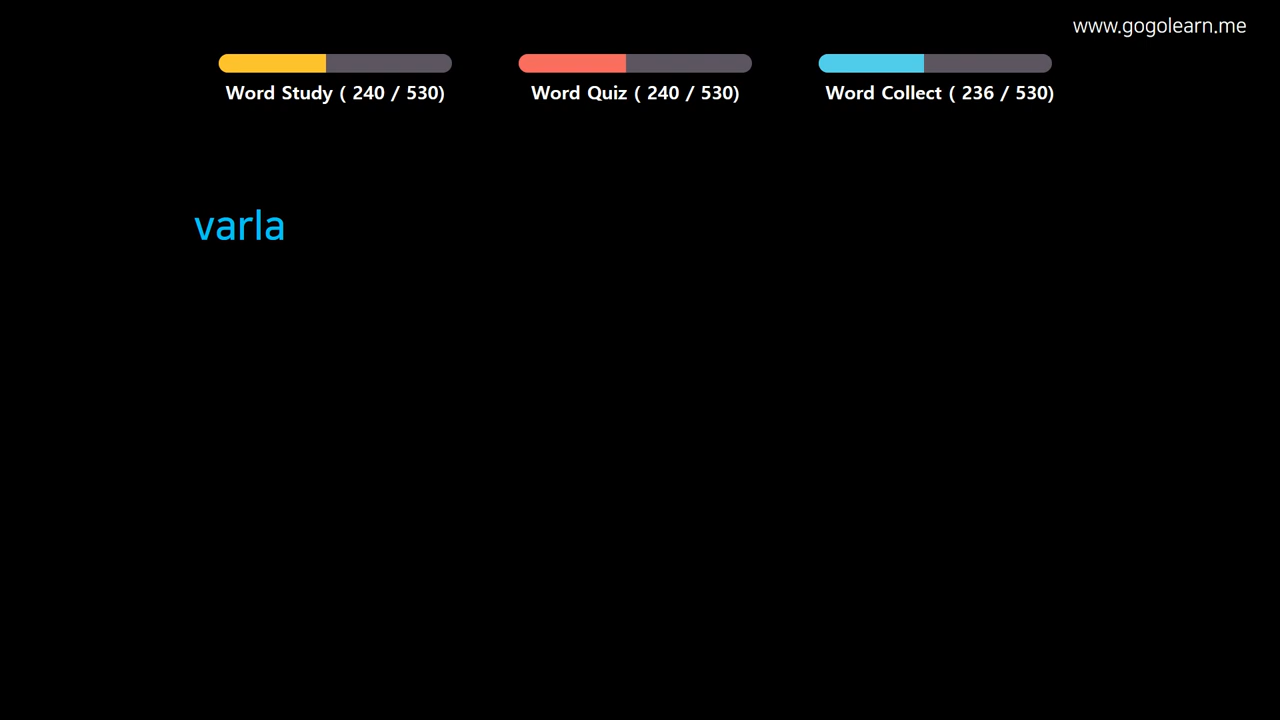 www.gogolearn.me
Word Study ( 240 / 530)
Word Quiz ( 240 / 530)
Word Collect ( 236 / 530)
varla